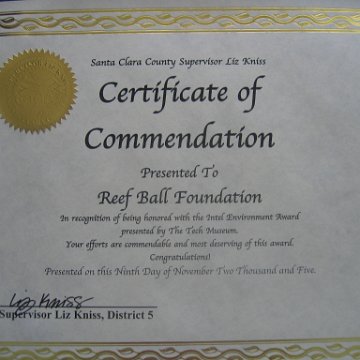 Santa Clara County Supervisor Liz Kniss
Certificate of
Commendation
Presented To
Reef Ball Foundation
In recognition of being honored with the Intel Environment Award
presented by The Tech Museum.
Your efforts are commendable and most deserving of this award.
Congratulations!
Presented on this Ninth Day of November Two Thousand and Five.
Liz Kniss
Supervisor Liz Kniss, District 5